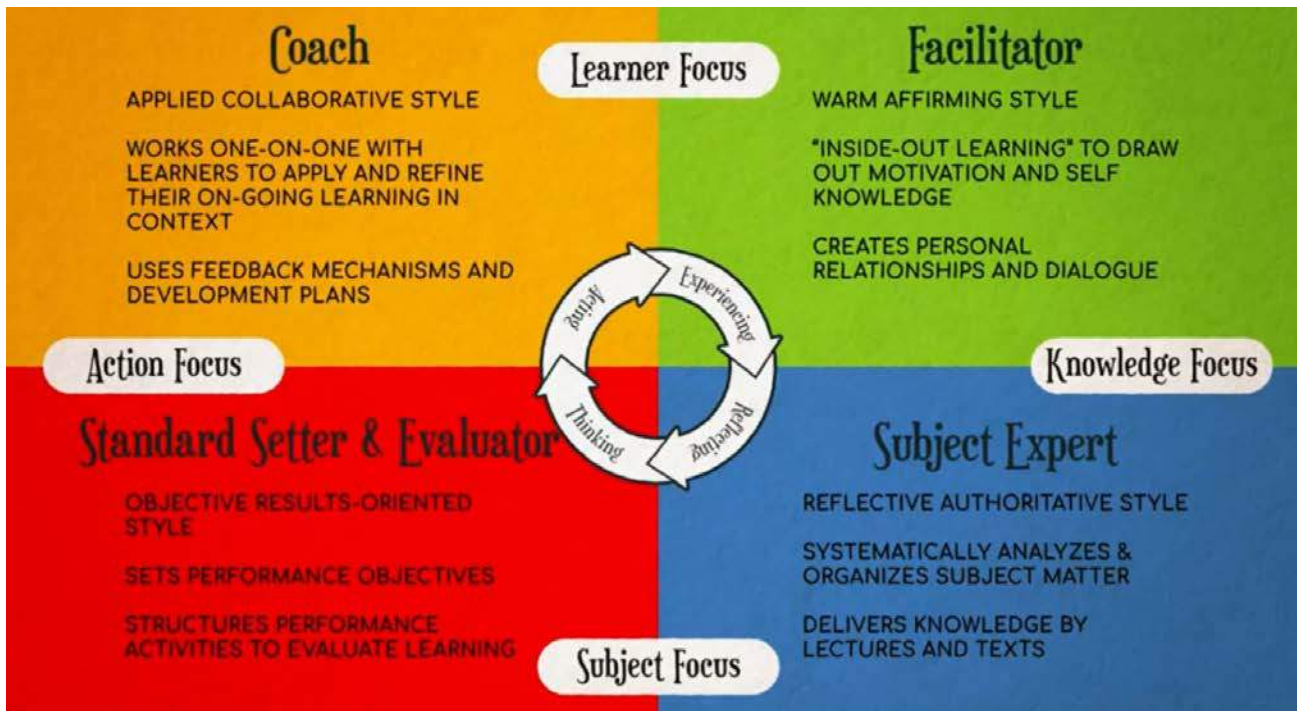 Coach
APPLIED COLLABORATIVE STYLE
WORKS ONE-ON-ONE WITH
LEARNERS TO APPLY AND REFINE
THEIR ON-GOING LEARNING IN
CONTEXT
USES FEEDBACK MECHANISMS AND
DEVELOPMENT PLANS
Learner Focus
Facilitator
WARM AFFIRMING STYLE
"INSIDE-OUT LEARNING" TO DRAW
OUT MOTIVATION AND SELF
KNOWLEDGE
CREATES PERSONAL
RELATIONSHIPS AND DIALOGUE
Acting
Experiencing
Reflecting
Thinking
Action Focus
Knowledge Focus
Standard Setter & Evaluator
OBJECTIVE RESULTS-ORIENTED
STYLE
SETS PERFORMANCE OBJECTIVES
STRUCTURES PERFORMANCE
ACTIVITIES TO EVALUATE LEARNING
Subject Focus
Subject Expert
REFLECTIVE AUTHORITATIVE STYLE
SYSTEMATICALLY ANALYZES &
ORGANIZES SUBJECT MATTER
DELIVERS KNOWLEDGE BY
LECTURES AND TEXTS